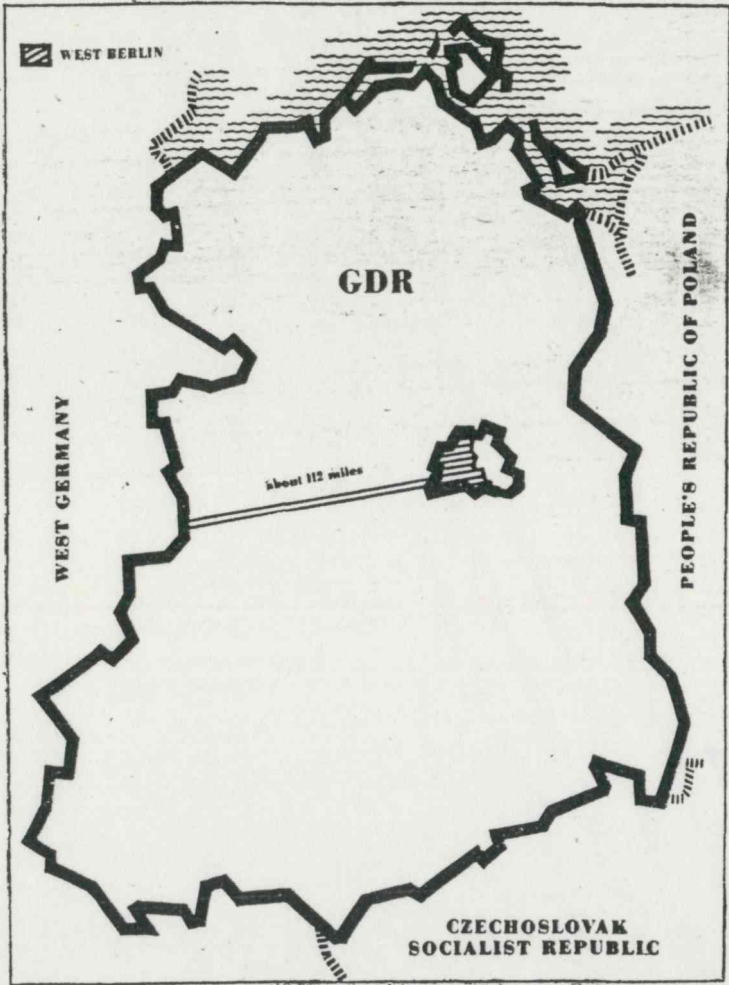 WEST BERLIN
GDR
PEOPLE'S REPUBLIC OF POLAND
WEST GERMANY
about 112 miles
CZECHOSLOVAK
SOCIALIST REPUBLIC